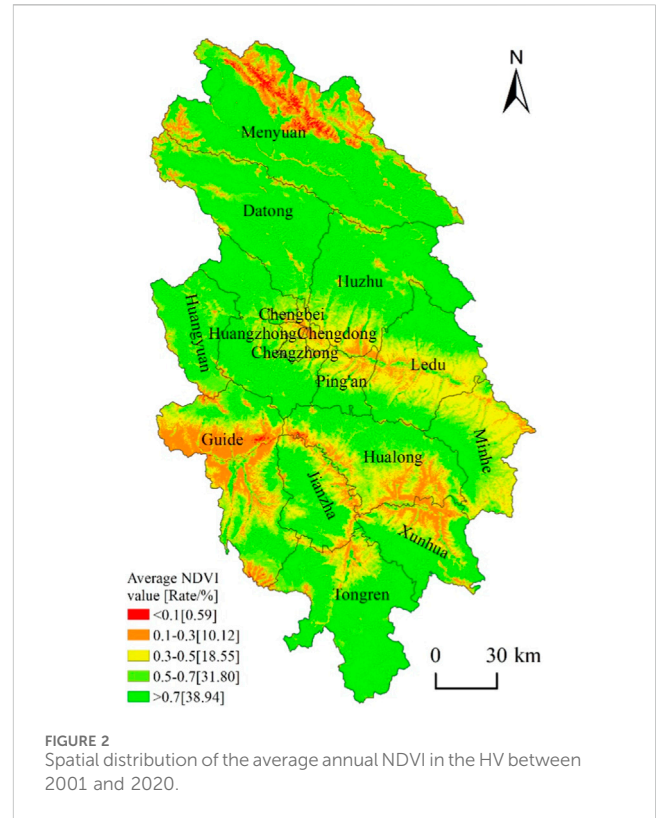 N
Menyuan
Datong
Huzhu
Huangyuan
Chengbei
HuangzhongChengdong
Chengzhong
Ledu
Ping'an
Minhe
Guide
Hualong
Jianzha
Xunhua
Tongren
Average NDVI
value [Rate/%]
<0.1[0.59]
0.1-0.3[10.12]
0.3-0.5[18.55]
0.5-0.7[31.80]
>0.7[38.94]
0 30 km
FIGURE 2
Spatial distribution of the average annual NDVI in the HV between
2001 and 2020.